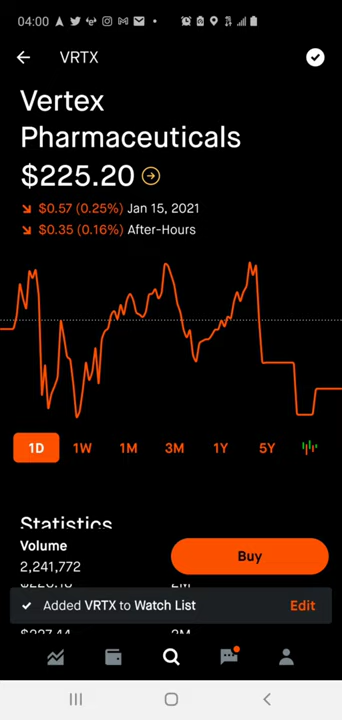 04:00
VRTX
Vertex
Pharmaceuticals
$225.20
$0.57 (0.25%) Jan 15, 2021
$0.35 (0.16%) After-Hours
1D 1W 1M 3M 1Y 5Y
Statistics
Volume
2,241,772
Buy
Added VRTX to Watch List
Edit